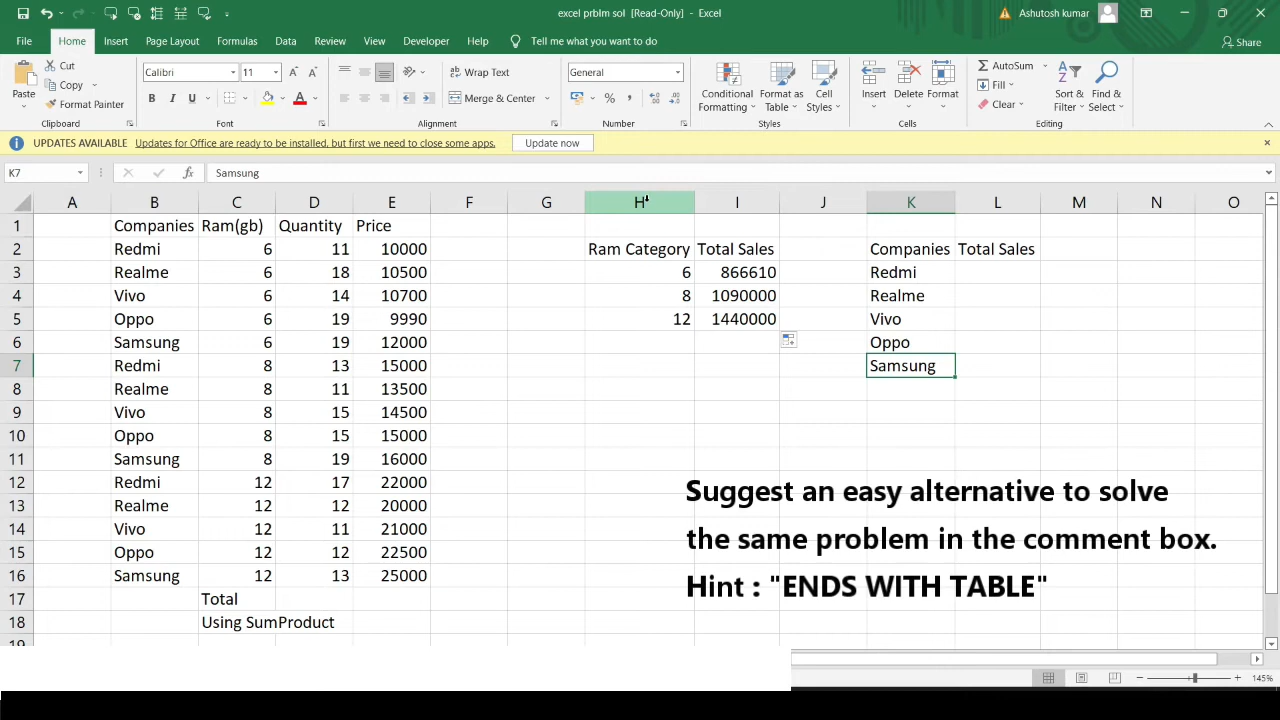 excel prblm sol [Read-Only] - Excel
Ashutosh kumar
File Home Insert Page Layout Formulas Data Review View Developer Help Tell me what you want to do Share
Paste
Cut
Copy
Format Painter
Calibri 11
B I U A
Wrap Text
Merge & Center
General
% ,
Conditional Formatting
Format as Table
Cell Styles
Insert
Delete
Format
AutoSum
Fill
Clear
Sort & Filter
Find & Select
Clipboard Font Alignment Number Styles Cells Editing
UPDATES AVAILABLE Updates for Office are ready to be installed, but first we need to close some apps. Update now
K7 fx Samsung
A B C D E F G H I J K L M N O
1 Companies Ram(gb) Quantity Price
2 Redmi 6 11 10000 Ram Category Total Sales Companies Total Sales
3 Realme 6 18 10500 6 866610 Redmi
4 Vivo 6 14 10700 8 1090000 Realme
5 Oppo 6 19 9990 12 1440000 Vivo
6 Samsung 6 19 12000 Oppo
7 Redmi 8 13 15000 Samsung
8 Realme 8 11 13500
9 Vivo 8 15 14500
10 Oppo 8 15 15000
11 Samsung 8 19 16000
12 Redmi 12 17 22000
13 Realme 12 12 20000
14 Vivo 12 11 21000
15 Oppo 12 12 22500
16 Samsung 12 13 25000
17 Total
18 Using SumProduct
19
Suggest an easy alternative to solve
the same problem in the comment box.
Hint : "ENDS WITH TABLE"
145%